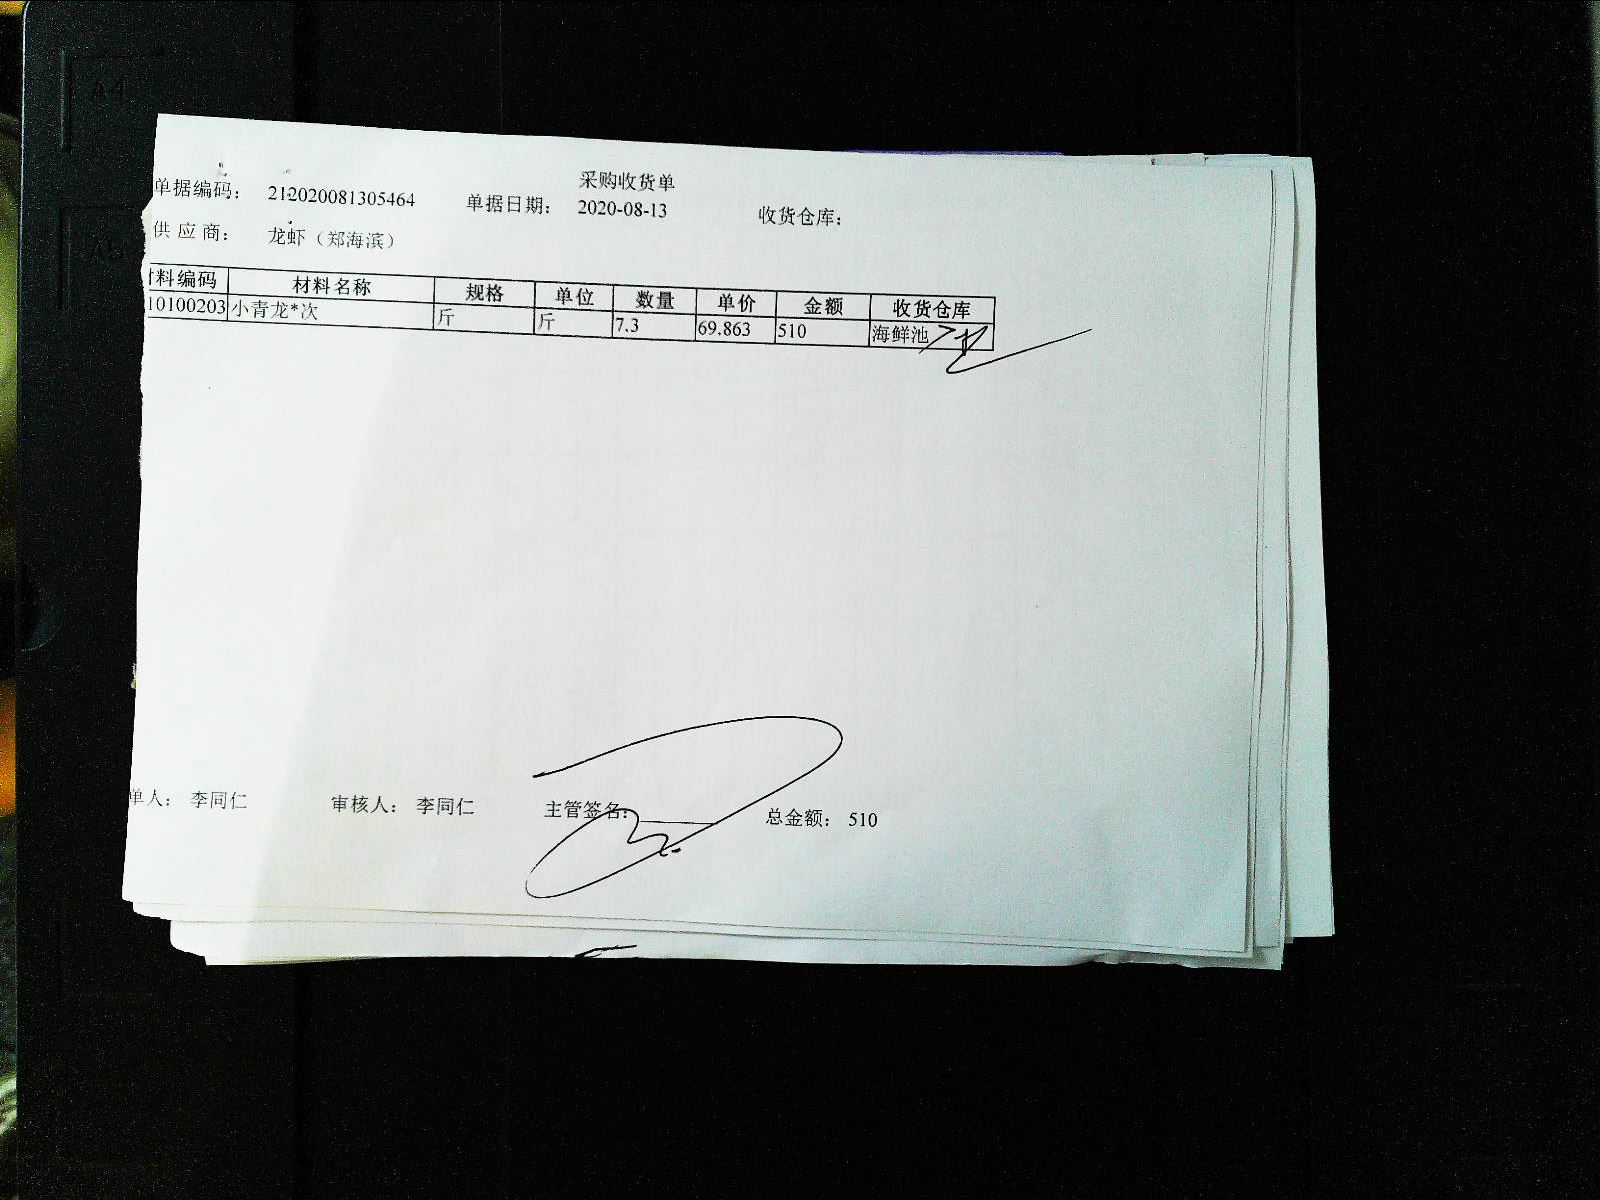 采购收货单
单据编码: 212020081305464 单据日期: 2020-08-13 收货仓库:
供应商: 龙虾（郑海滨）
材料编码 材料名称 规格 单位 数量 单价 金额 收货仓库
10100203 小青龙*次 斤 斤 7.3 69.863 510 海鲜池
单人: 李同仁 审核人: 李同仁 主管签名: 总金额: 510